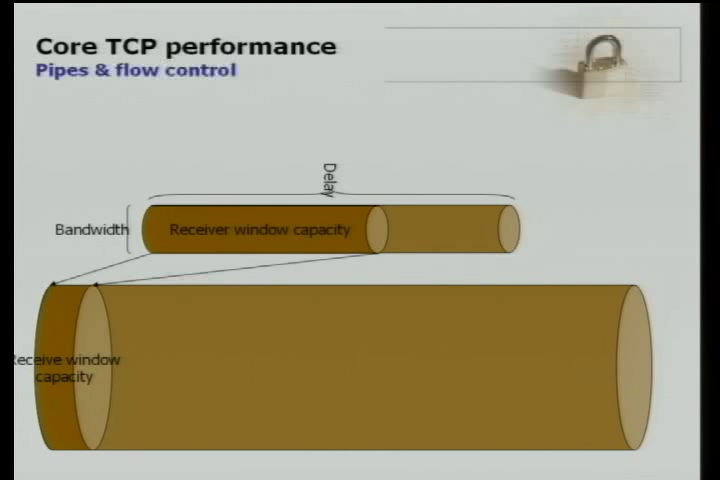 Core TCP performance
Pipes & flow control
Delay
Bandwidth
Receiver window capacity
Receive window
capacity